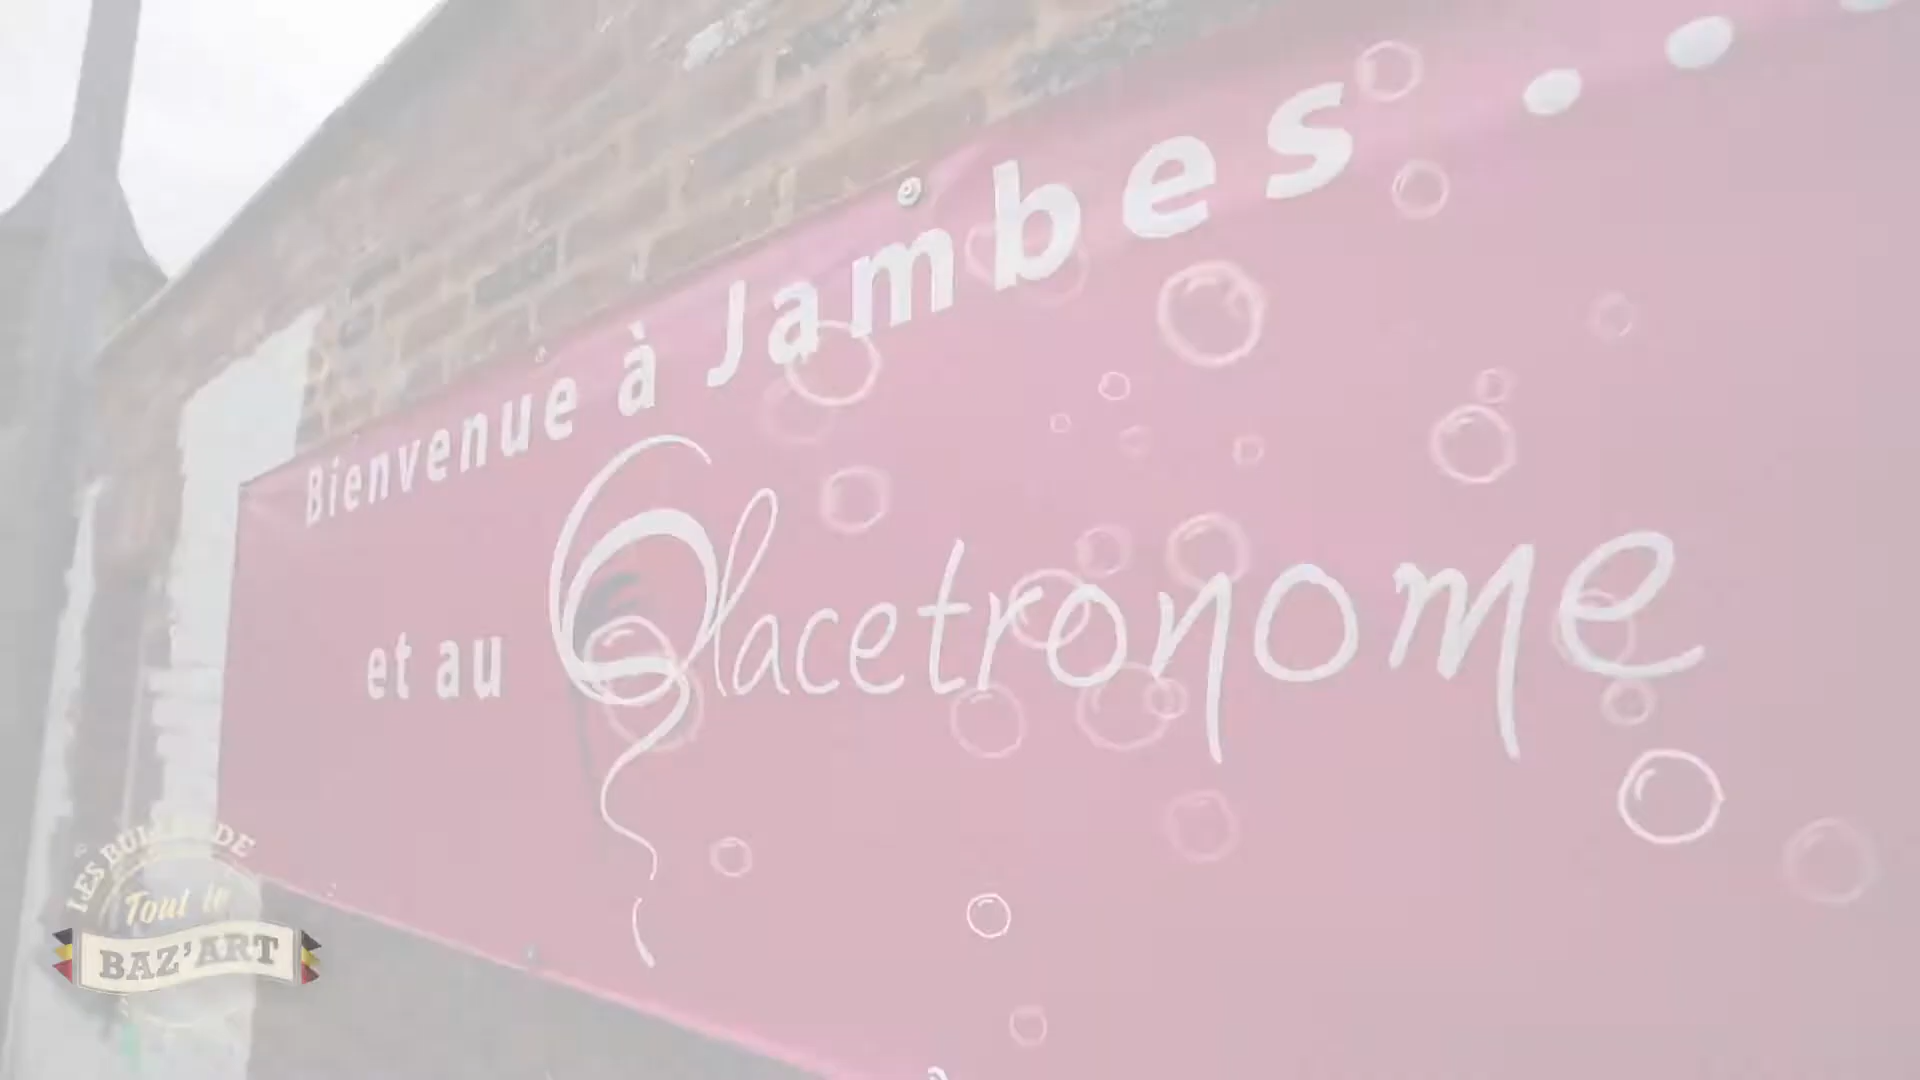 Bienvenue à Jambes...
et au Glacetronome
LES BULLES DE
Tout le
BAZ'ART